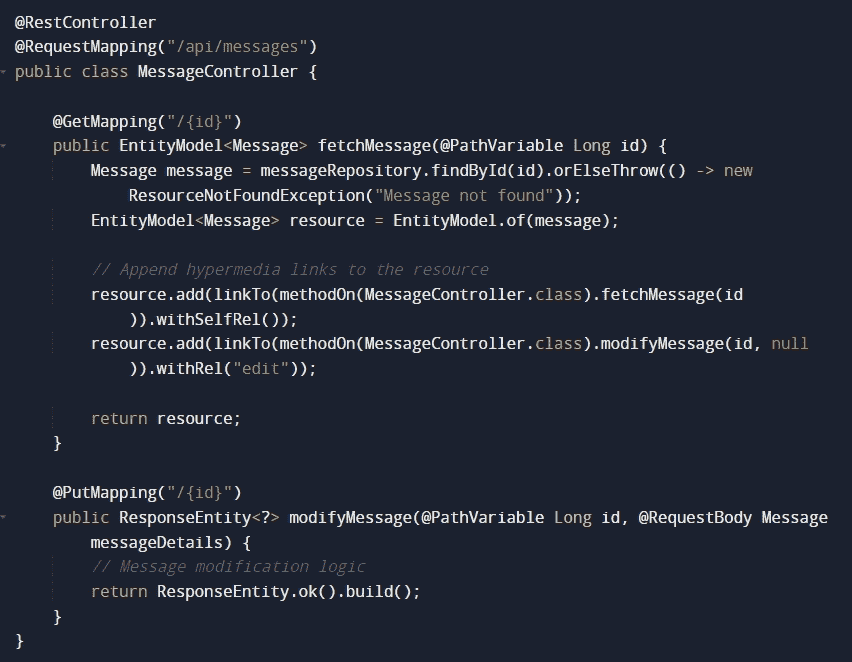 @RestController
@RequestMapping("/api/messages")
public class MessageController {
@GetMapping("/{id}")
public EntityModel<Message> fetchMessage(@PathVariable Long id) {
Message message = messageRepository.findById(id).orElseThrow(() -> new
ResourceNotFoundException("Message not found"));
EntityModel<Message> resource = EntityModel.of(message);
// Append hypermedia links to the resource
resource.add(linkTo(methodOn(MessageController.class).fetchMessage(id
)).withSelfRel());
resource.add(linkTo(methodOn(MessageController.class).modifyMessage(id, null
)).withRel("edit"));
return resource;
}
@PutMapping("/{id}")
public ResponseEntity<?> modifyMessage(@PathVariable Long id, @RequestBody Message
messageDetails) {
// Message modification logic
return ResponseEntity.ok().build();
}
}